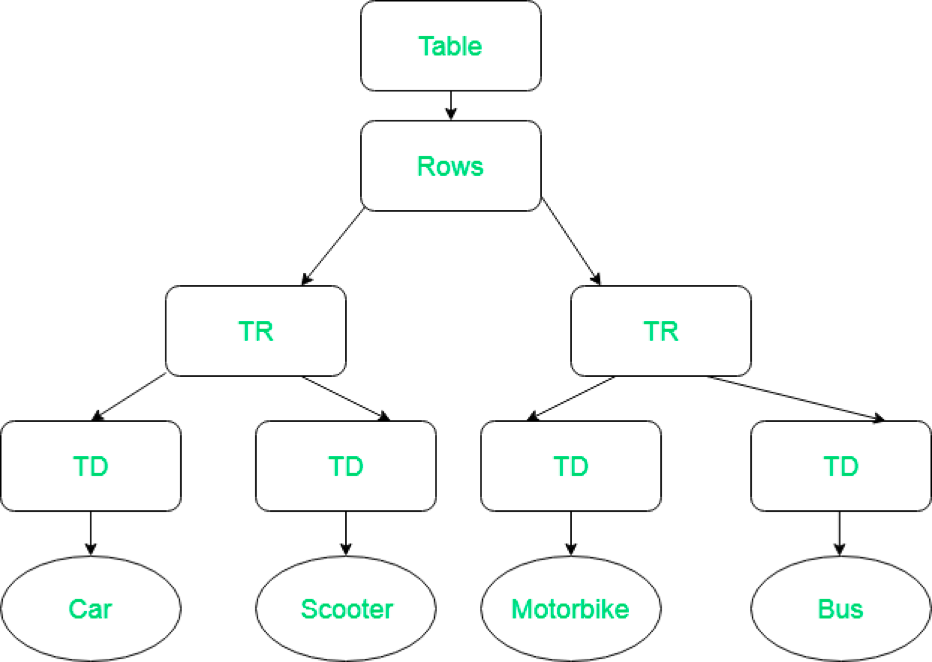 Table
Rows
TR
TR
TD
TD
TD
TD
Car
Scooter
Motorbike
Bus